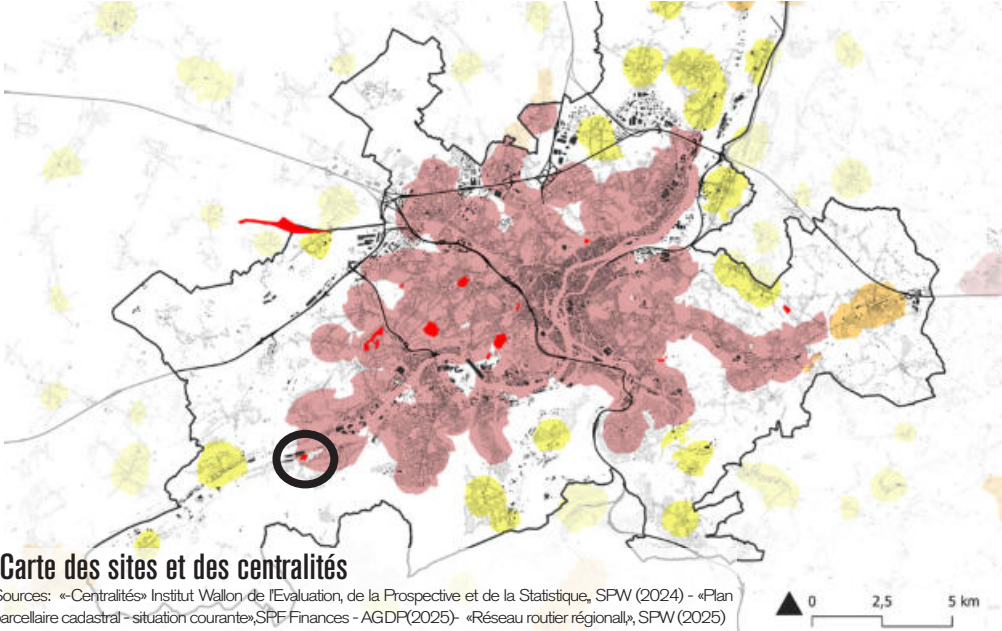 Carte des sites et des centralités
Sources: «-Centralités» Institut Wallon de l'Evaluation, de la Prospective et de la Statistique,, SPW (2024) - «Plan
parcellaire cadastral - situation courante»,SPF Finances - AGDP(2025)- «Réseau routier régional», SPW (2025)
0 2,5 5 km